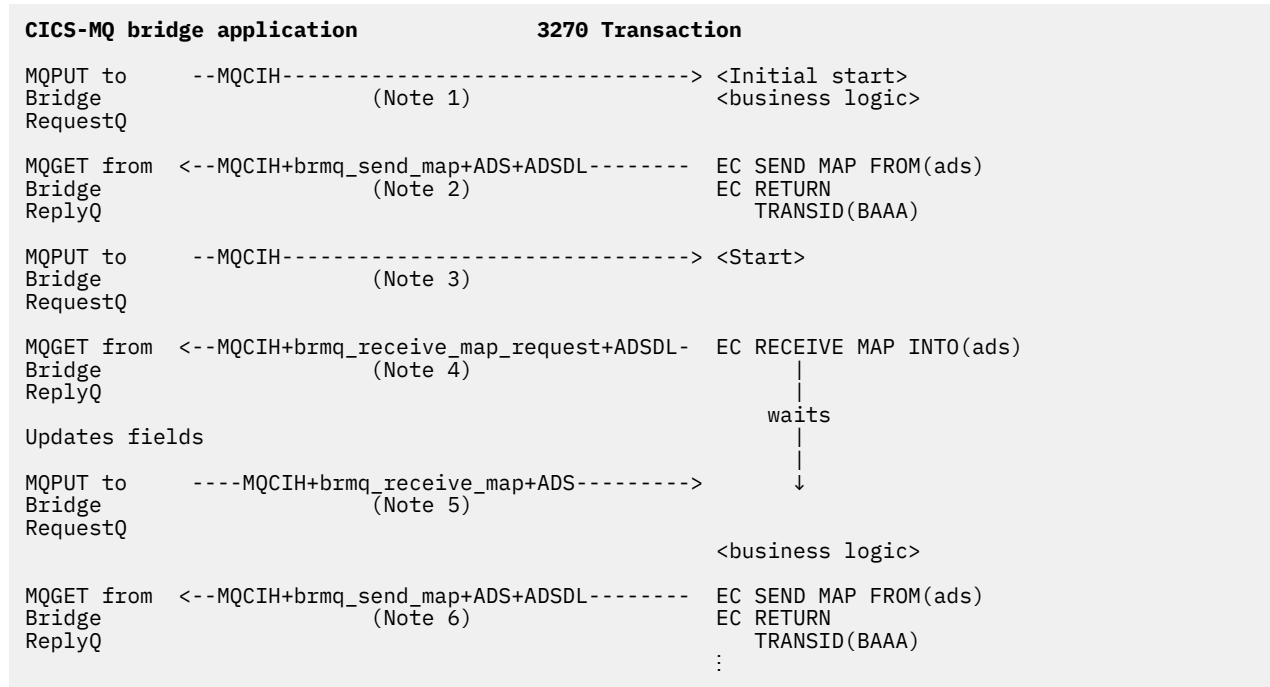 CICS-MQ bridge application                     3270 Transaction
MQPUT to     --MQCIH--------------------------------> <Initial start>
Bridge                     (Note 1)                   <business logic>
RequestQ
MQGET from  <--MQCIH+brmq_send_map+ADS+ADSDL--------  EC SEND MAP FROM(ads)
Bridge                     (Note 2)                   EC RETURN
ReplyQ                                                   TRANSID(BAAA)
MQPUT to     --MQCIH--------------------------------> <Start>
Bridge                     (Note 3)
RequestQ
MQGET from  <--MQCIH+brmq_receive_map_request+ADSDL-  EC RECEIVE MAP INTO(ads)
Bridge                     (Note 4)                         |
ReplyQ                                                      |
                                                          waits
Updates fields                                              |
                                                            |
MQPUT to     ----MQCIH+brmq_receive_map+ADS--------->       ↓
Bridge                     (Note 5)
RequestQ
                                                      <business logic>
MQGET from  <--MQCIH+brmq_send_map+ADS+ADSDL--------  EC SEND MAP FROM(ads)
Bridge                     (Note 6)                   EC RETURN
ReplyQ                                                   TRANSID(BAAA)
                                                      ⋮